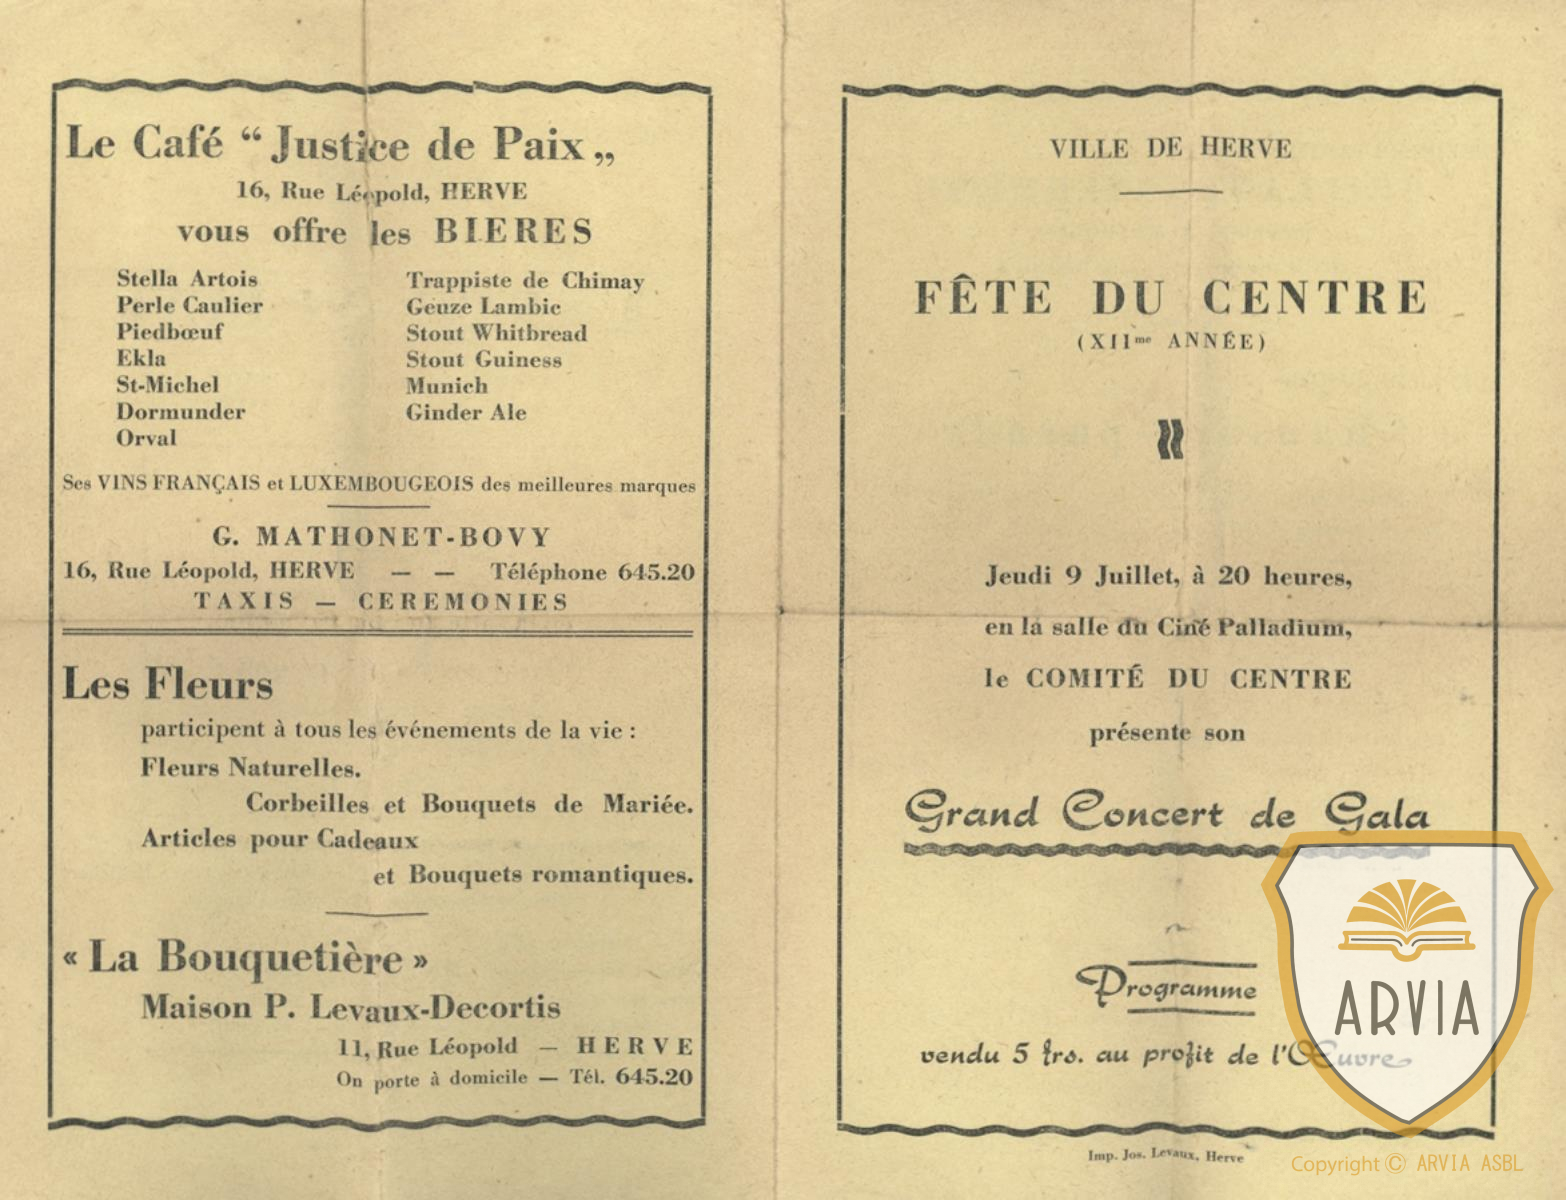 Le Café “ Justice de Paix „
16, Rue Léopold, HERVE
vous offre les BIERES
Stella Artois
Perle Caulier
Piedbœuf
Ekla
St-Michel
Dormunder
Orval
Trappiste de Chimay
Geuze Lambic
Stout Whitbread
Stout Guiness
Munich
Ginder Ale
Ses VINS FRANÇAIS et LUXEMBOUGEOIS des meilleures marques
G. MATHONET-BOVY
16, Rue Léopold, HERVE — — Téléphone 645.20
TAXIS — CEREMONIES
Les Fleurs
participent à tous les événements de la vie :
Fleurs Naturelles.
Corbeilles et Bouquets de Mariée.
Articles pour Cadeaux
et Bouquets romantiques.
« La Bouquetière »
Maison P. Levaux-Decortis
11, Rue Léopold — HERVE
On porte à domicile — Tél. 645.20
VILLE DE HERVE
FÊTE DU CENTRE
(XIIme ANNÉE)
Jeudi 9 Juillet, à 20 heures,
en la salle du Ciné Palladium,
le COMITÉ DU CENTRE
présente son
Grand Concert de Gala
Programme
vendu 5 frs. au profit de l'Œuvre
Imp. Jos. Levaux, Herve
ARVIA
Copyright © ARVIA ASBL